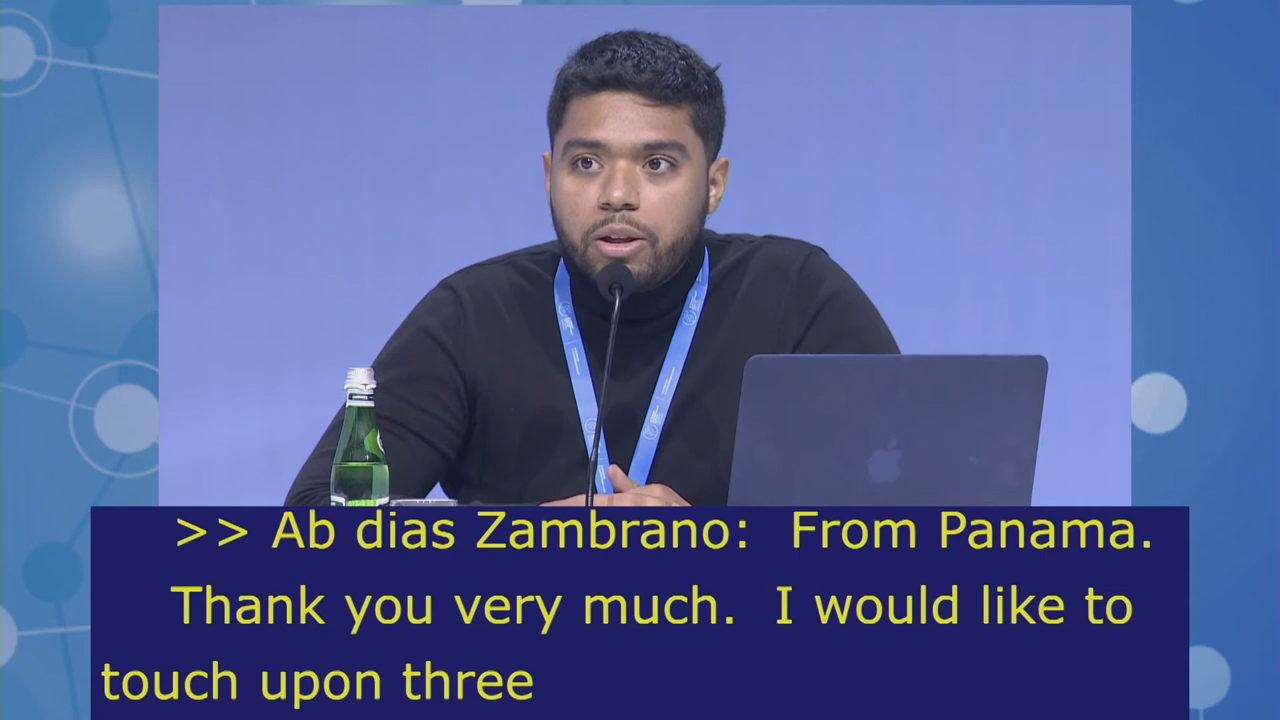 >> Ab dias Zambrano:  From Panama.
Thank you very much.  I would like to
touch upon three